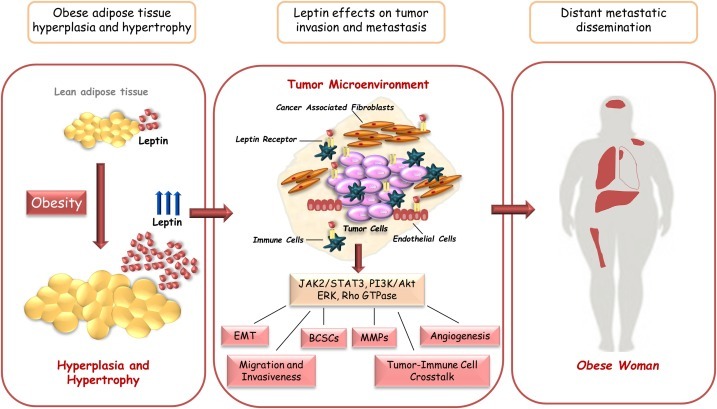 Obese adipose tissue
hyperplasia and hypertrophy
Leptin effects on tumor
invasion and metastasis
Distant metastatic
dissemination
Lean adipose tissue
Leptin
Obesity
Leptin
Hyperplasia and
Hypertrophy
Tumor Microenvironment
Cancer Associated Fibroblasts
Leptin Receptor
Tumor Cells
Immune Cells
Endothelial Cells
JAK2/STAT3, PI3K/Akt
ERK, Rho GTPase
EMT
BCSCs
MMPs
Angiogenesis
Migration and
Invasiveness
Tumor-Immune Cell
Crosstalk
Obese Woman